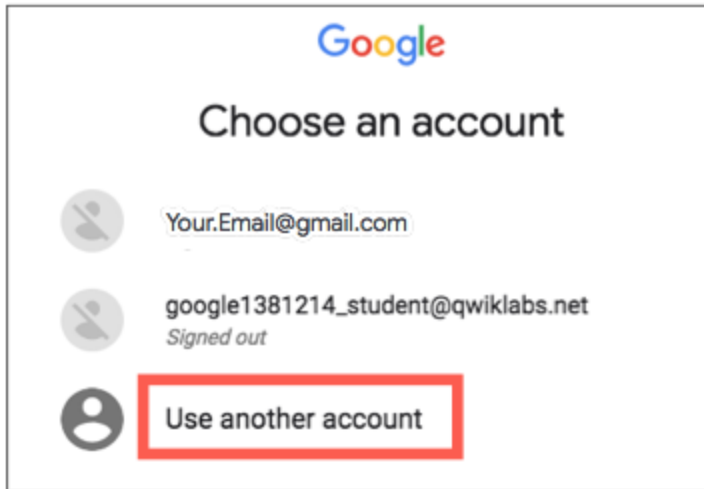 Google
Choose an account
Your.Email@gmail.com
google1381214_student@qwiklabs.net
Signed out
Use another account